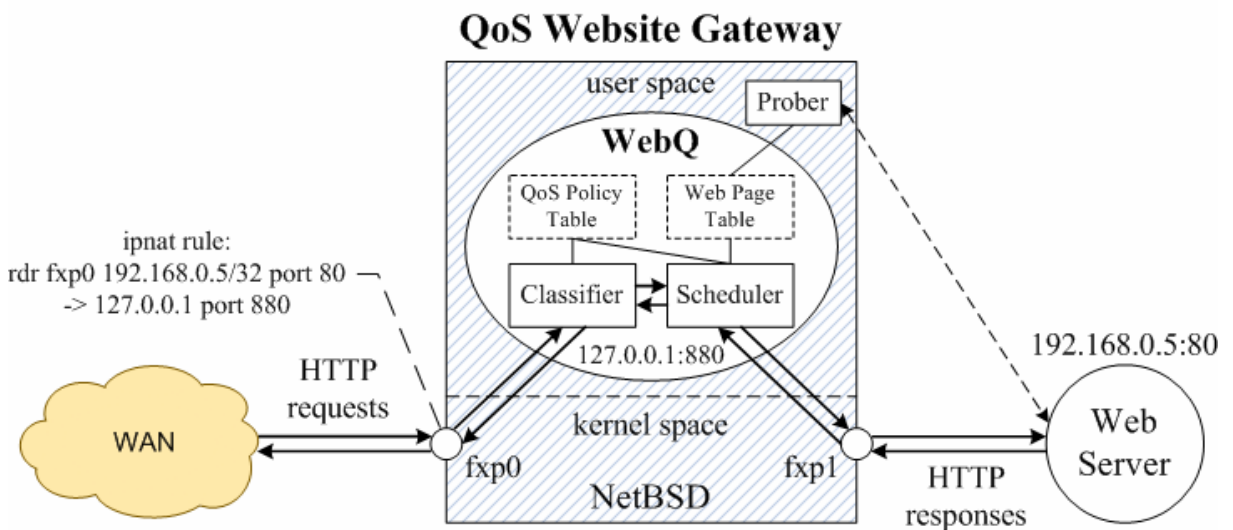 QoS Website Gateway
user space
Prober
WebQ
QoS Policy
Table
Web Page
Table
ipnat rule:
rdr fxp0 192.168.0.5/32 port 80
-> 127.0.0.1 port 880
Classifier
Scheduler
127.0.0.1:880
192.168.0.5:80
HTTP
requests
WAN
kernel space
fxp0
fxp1
Web
Server
NetBSD
HTTP
responses